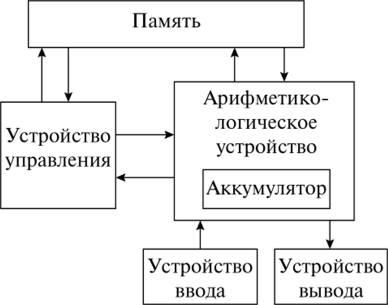 Память
Устройство
управления
Арифметико-
логическое
устройство
Аккумулятор
Устройство
ввода
Устройство
вывода